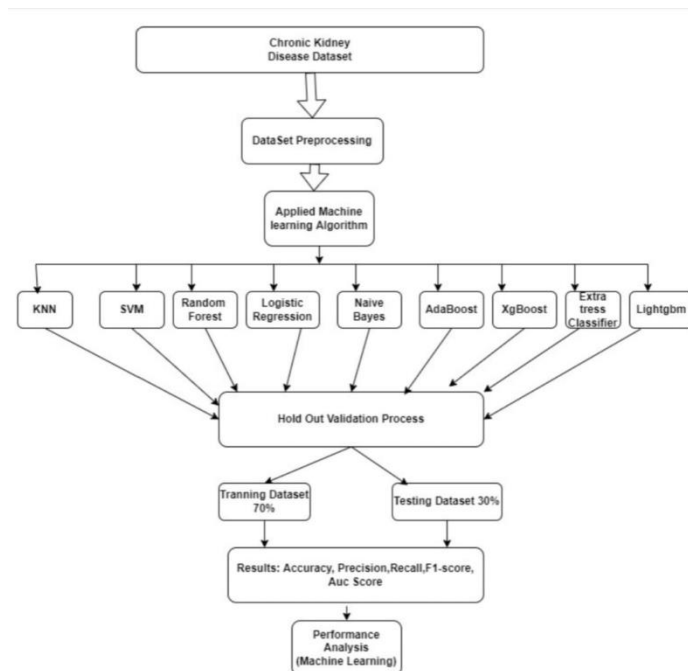 Chronic Kidney
Disease Dataset
DataSet Preprocessing
Applied Machine
learning Algorithm
KNN
SVM
Random
Forest
Logistic
Regression
Naive
Bayes
AdaBoost
XgBoost
Extra
tress
Classifier
Lightgbm
Hold Out Validation Process
Tranning Dataset
70%
Testing Dataset 30%
Results: Accuracy, Precision,Recall,F1-score,
Auc Score
Performance
Analysis
(Machine Learning)